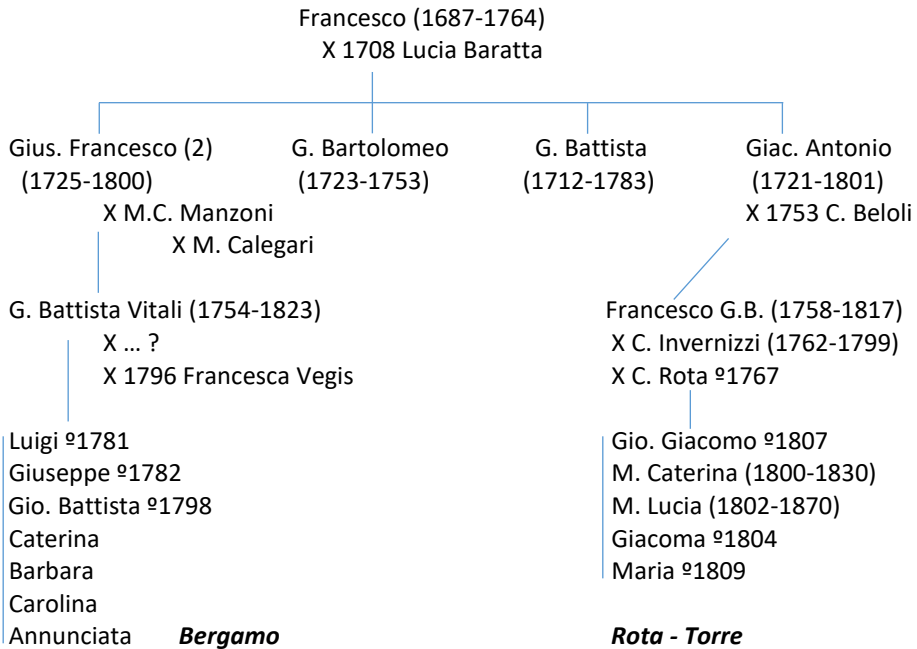 Francesco (1687-1764)
X 1708 Lucia Baratta
Gius. Francesco (2)
(1725-1800)
X M.C. Manzoni
X M. Calegari
G. Bartolomeo
(1723-1753)
G. Battista
(1712-1783)
Giac. Antonio
(1721-1801)
X 1753 C. Beloli
G. Battista Vitali (1754-1823)
X ... ?
X 1796 Francesca Vegis
Francesco G.B. (1758-1817)
X C. Invernizzi (1762-1799)
X C. Rota º1767
Luigi º1781
Giuseppe º1782
Gio. Battista º1798
Caterina
Barbara
Carolina
Annunciata
Bergamo
Gio. Giacomo º1807
M. Caterina (1800-1830)
M. Lucia (1802-1870)
Giacoma º1804
Maria º1809
Rota - Torre